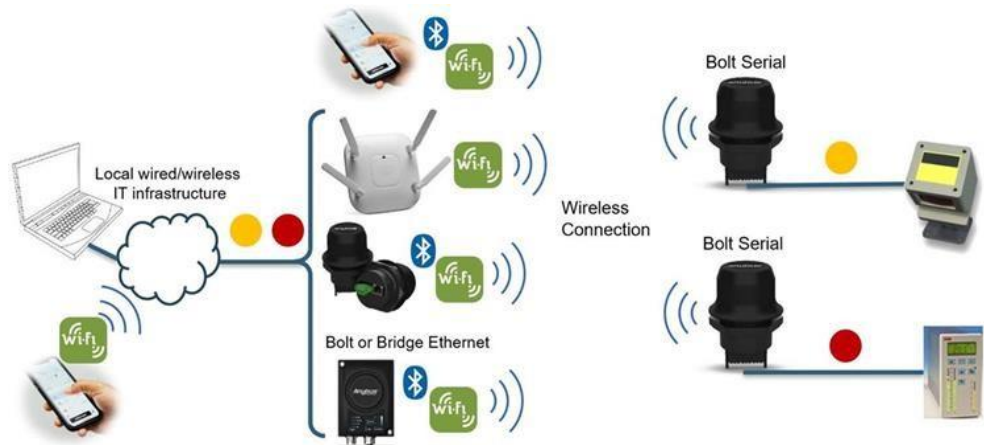 Wi-Fi
Bolt Serial
Wi-Fi
Local wired/wireless
IT infrastructure
Wireless
Connection
Bolt Serial
Wi-Fi
Wi-Fi
Bolt or Bridge Ethernet
Anybus
Wi-Fi